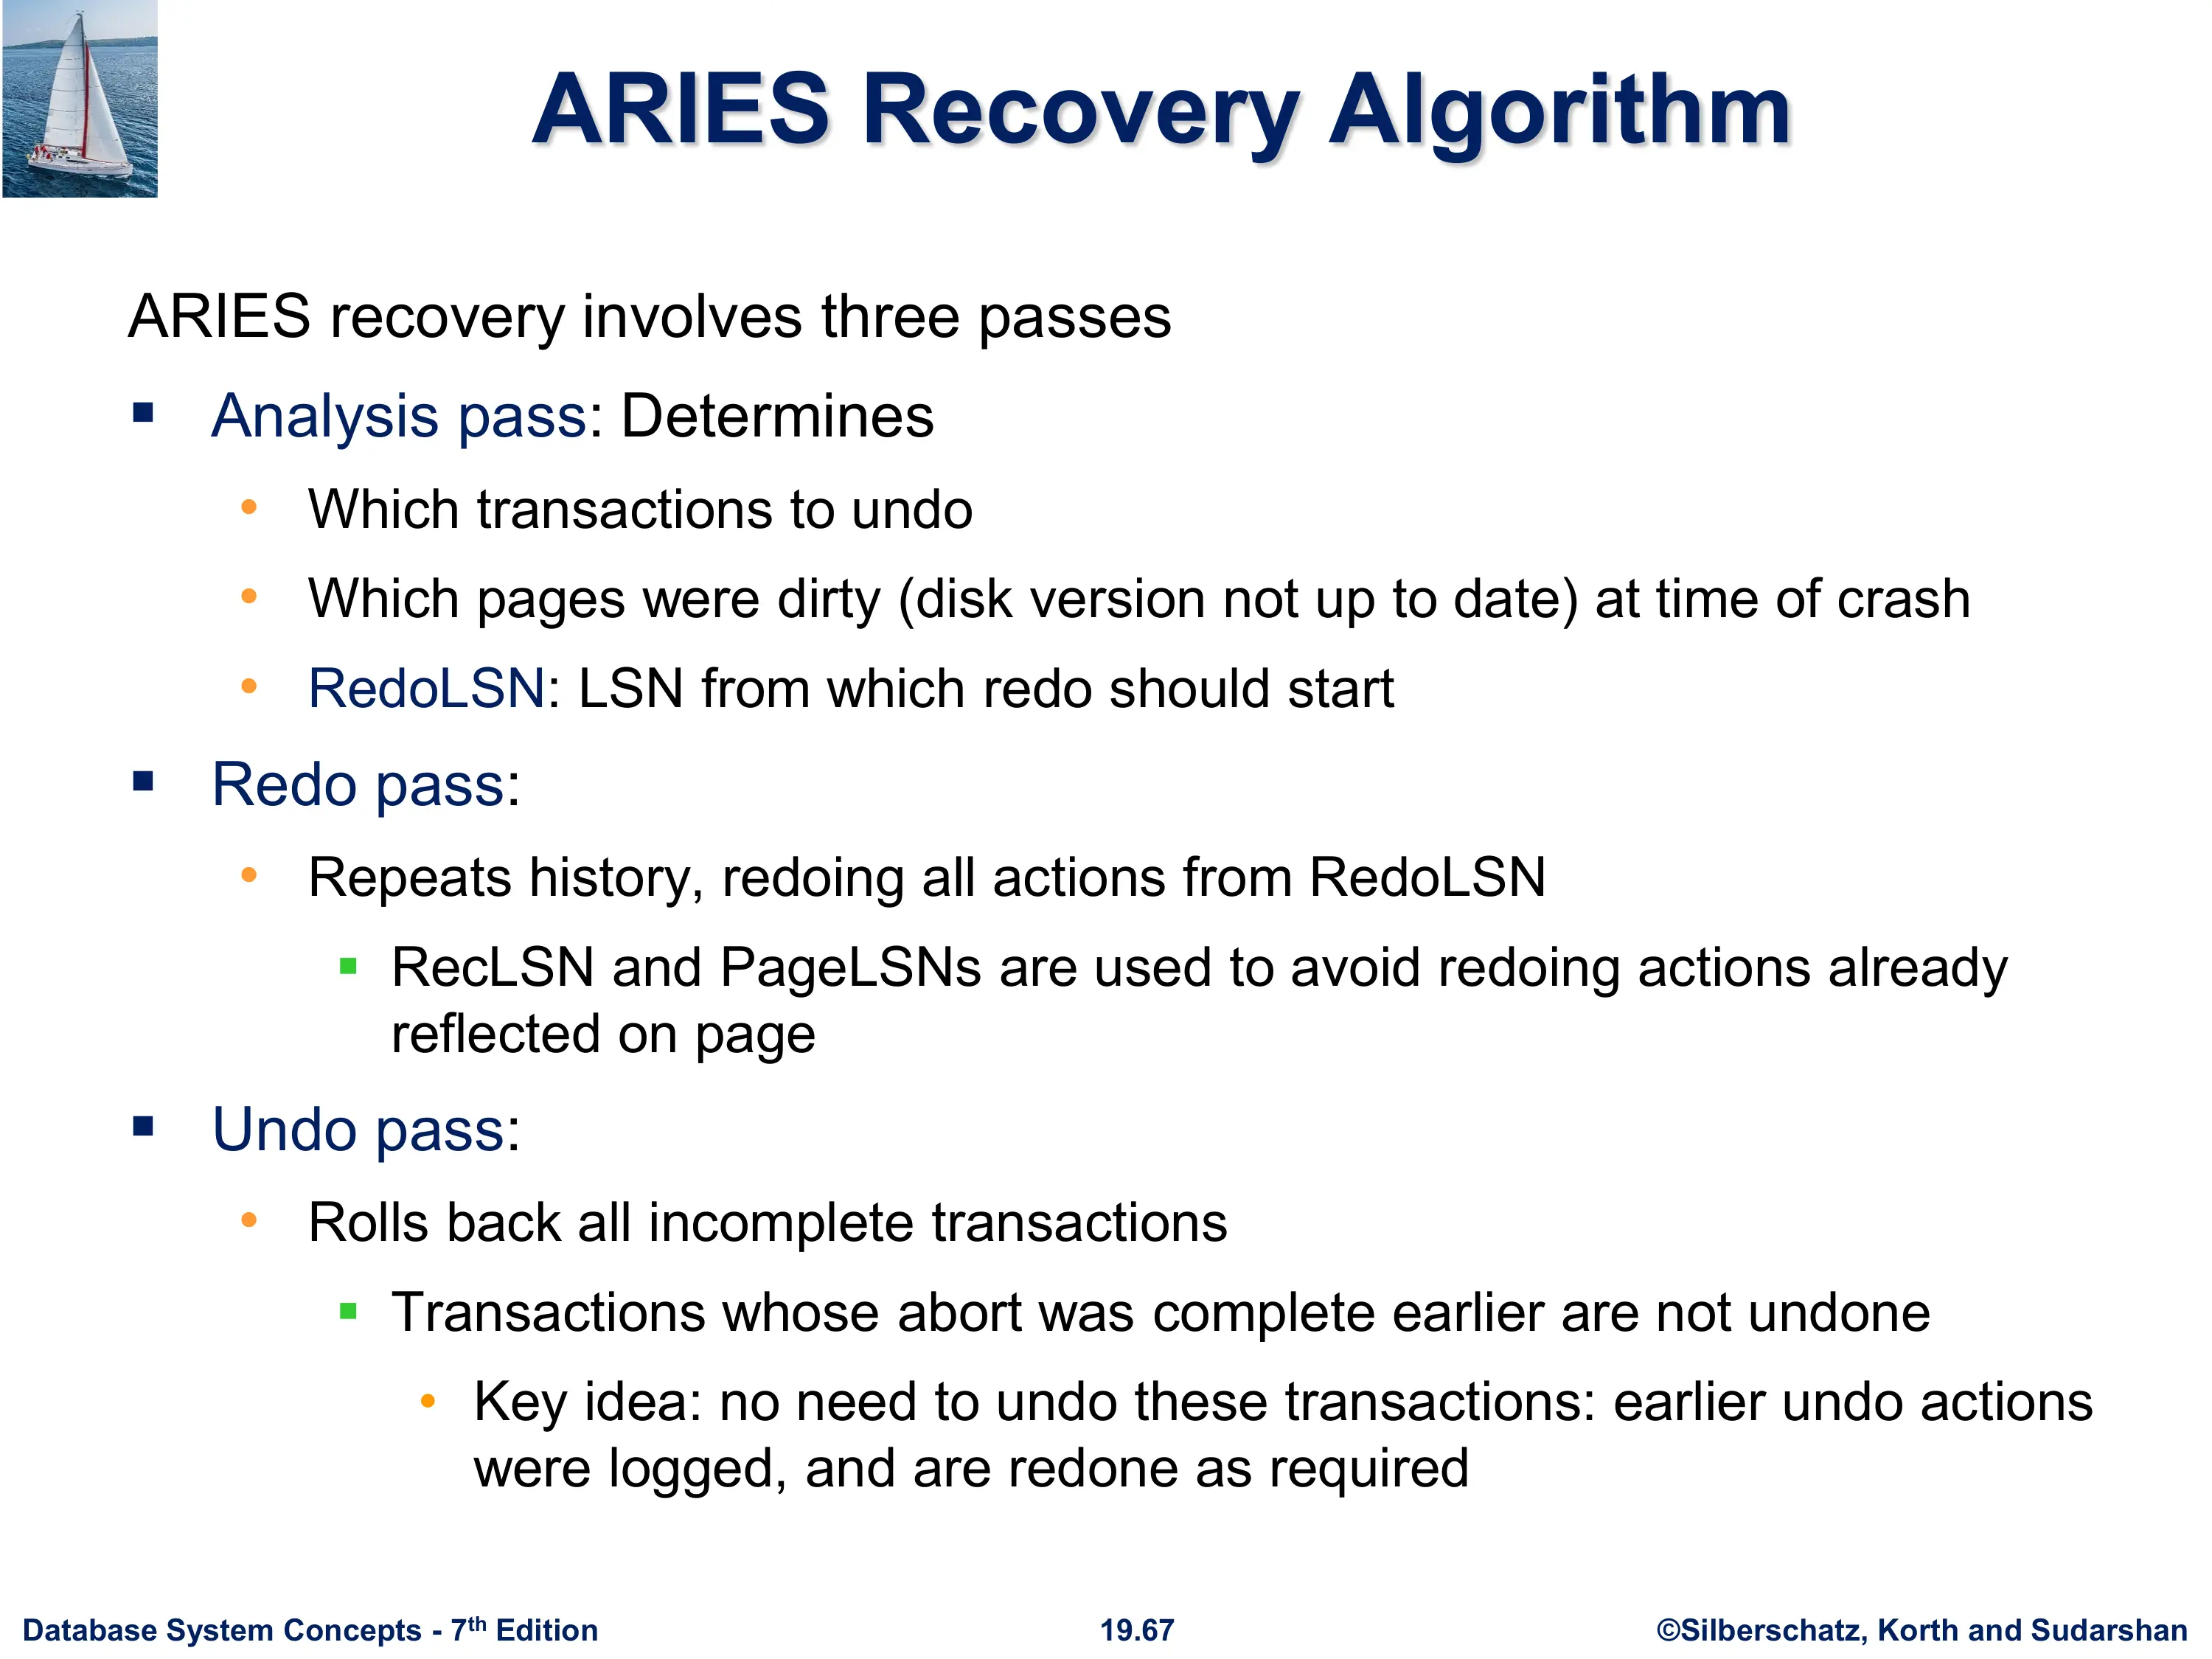 ARIES Recovery Algorithm
ARIES recovery involves three passes
▪ Analysis pass: Determines
• Which transactions to undo
• Which pages were dirty (disk version not up to date) at time of crash
• RedoLSN: LSN from which redo should start
▪ Redo pass:
• Repeats history, redoing all actions from RedoLSN
▪ RecLSN and PageLSNs are used to avoid redoing actions already
reflected on page
▪ Undo pass:
• Rolls back all incomplete transactions
▪ Transactions whose abort was complete earlier are not undone
• Key idea: no need to undo these transactions: earlier undo actions
were logged, and are redone as required
Database System Concepts - 7th Edition
19.67
©Silberschatz, Korth and Sudarshan